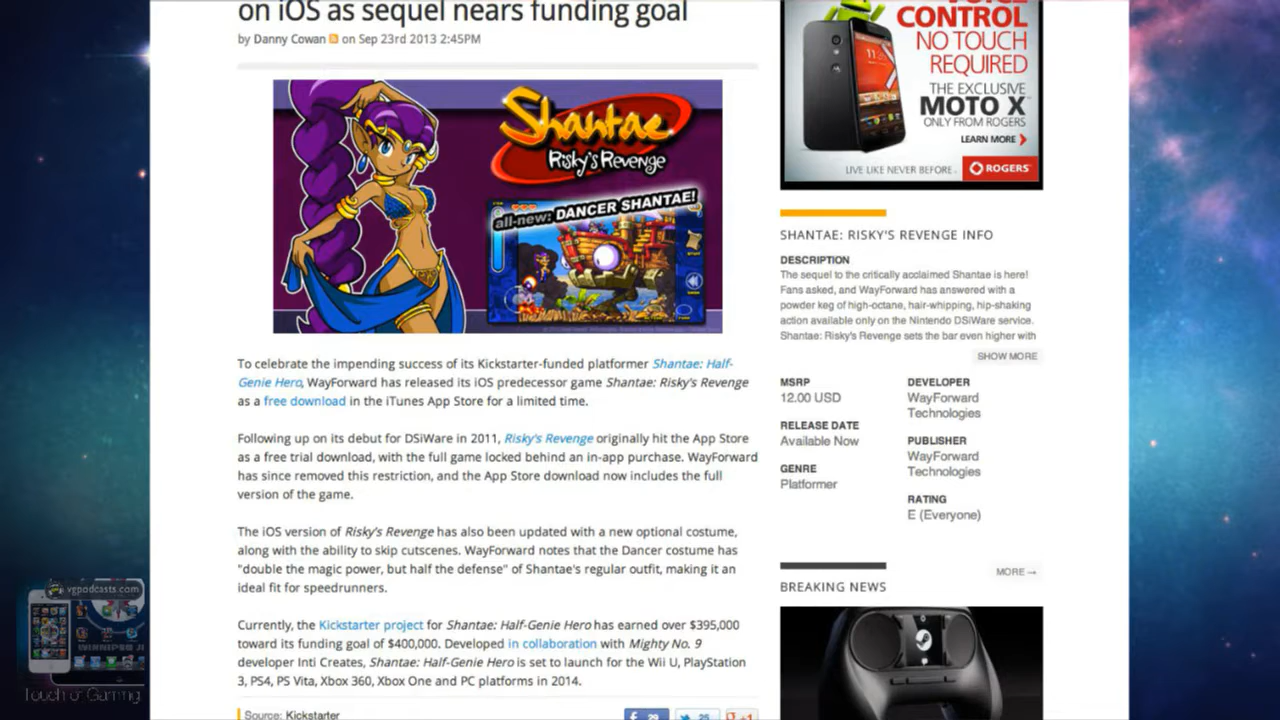 on iOS as sequel nears funding goal
by Danny Cowan on Sep 23rd 2013 2:45PM
Shantae
Risky's Revenge
all-new: DANCER SHANTAE!
To celebrate the impending success of its Kickstarter-funded platformer Shantae: Half-
Genie Hero, WayForward has released its iOS predecessor game Shantae: Risky's Revenge
as a free download in the iTunes App Store for a limited time.
Following up on its debut for DSiWare in 2011, Risky's Revenge originally hit the App Store
as a free trial download, with the full game locked behind an in-app purchase. WayForward
has since removed this restriction, and the App Store download now includes the full
version of the game.
The iOS version of Risky's Revenge has also been updated with a new optional costume,
along with the ability to skip cutscenes. WayForward notes that the Dancer costume has
"double the magic power, but half the defense" of Shantae's regular outfit, making it an
ideal fit for speedrunners.
Currently, the Kickstarter project for Shantae: Half-Genie Hero has earned over $395,000
toward its funding goal of $400,000. Developed in collaboration with Mighty No. 9
developer Inti Creates, Shantae: Half-Genie Hero is set to launch for the Wii U, PlayStation
3, PS4, PS Vita, Xbox 360, Xbox One and PC platforms in 2014.
Source: Kickstarter
VOICE
CONTROL
NO TOUCH
REQUIRED
THE EXCLUSIVE
MOTO X
ONLY FROM ROGERS
LEARN MORE
LIVE LIKE NEVER BEFORE
ROGERS
SHANTAE: RISKY'S REVENGE INFO
DESCRIPTION
The sequel to the critically acclaimed Shantae is here!
Fans asked, and WayForward has answered with a
powder keg of high-octane, hair-whipping, hip-shaking
action available only on the Nintendo DSiWare service.
Shantae: Risky's Revenge sets the bar even higher with
SHOW MORE
MSRP
12.00 USD
RELEASE DATE
Available Now
GENRE
Platformer
DEVELOPER
WayForward
Technologies
PUBLISHER
WayForward
Technologies
RATING
E (Everyone)
MORE →
BREAKING NEWS
vgpodcasts.com
Touch of Gaming